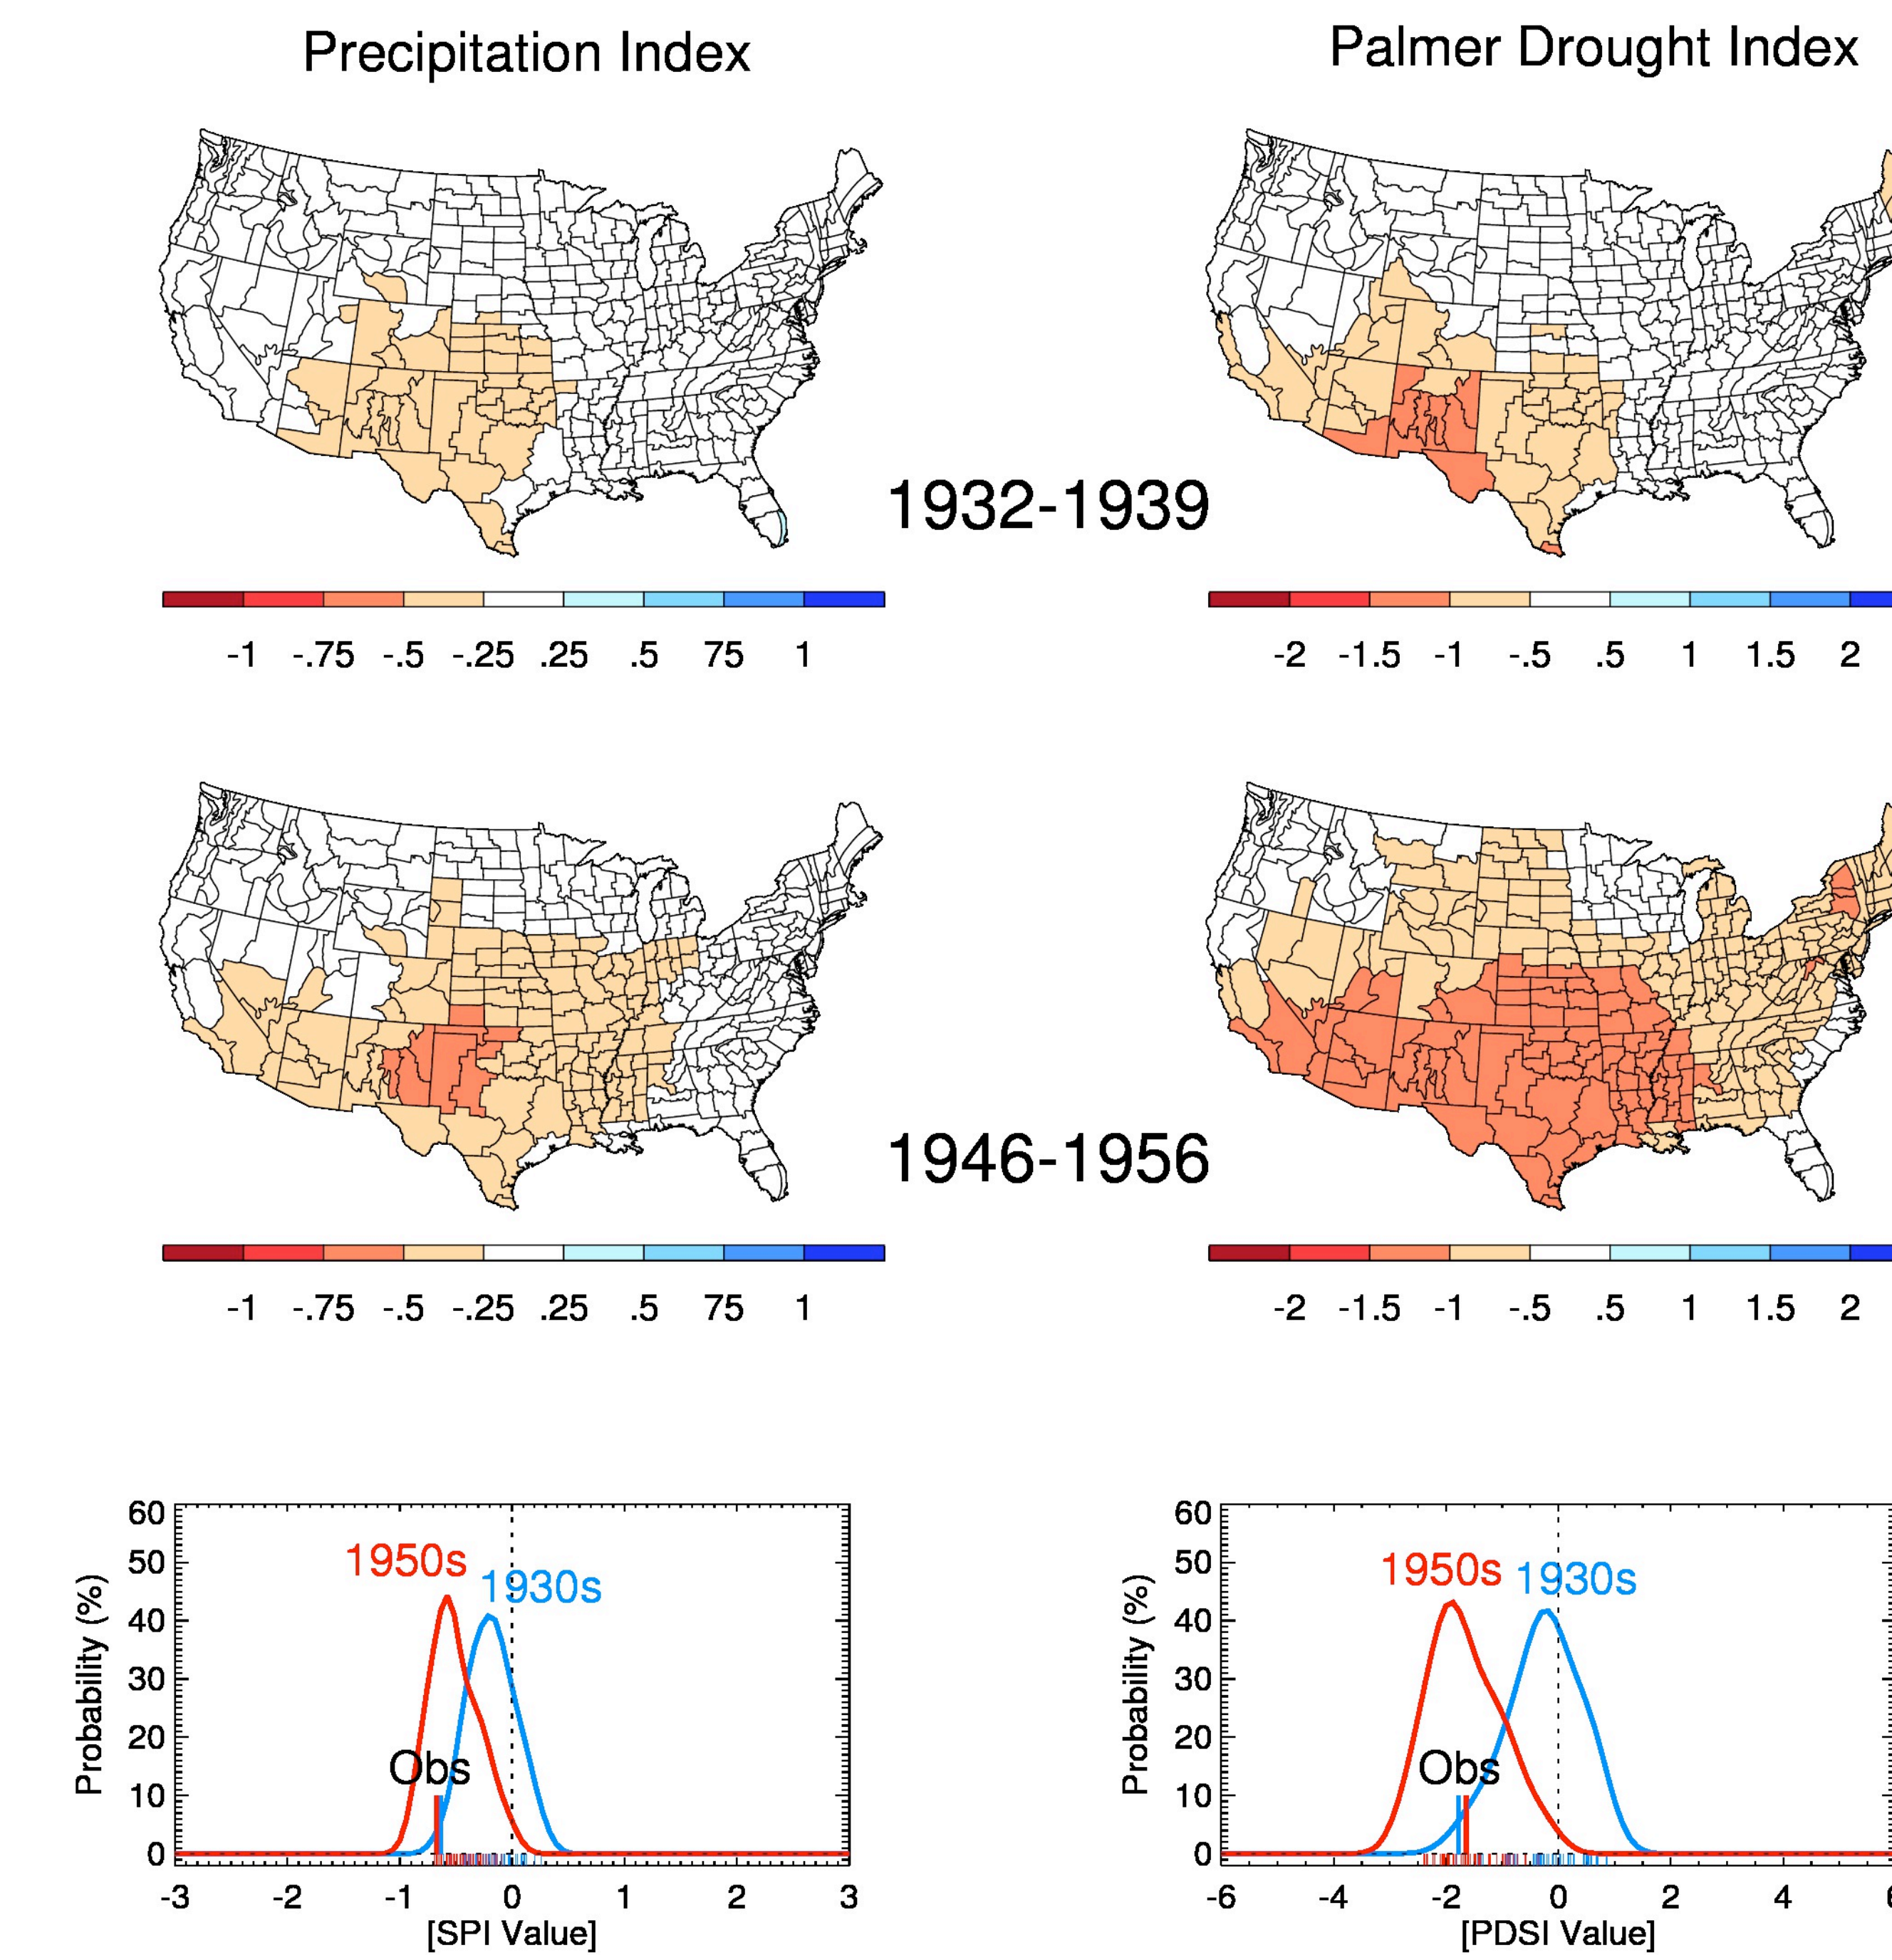 Precipitation Index
Palmer Drought Index
1932-1939
-1 -.75 -.5 -.25 .25 .5 75 1
-2 -1.5 -1 -.5 .5 1 1.5 2
1946-1956
-1 -.75 -.5 -.25 .25 .5 75 1
-2 -1.5 -1 -.5 .5 1 1.5 2
60
50
40
30
20
10
0
Probability (%)
1950s
1930s
Obs
-3 -2 -1 0 1 2 3
[SPI Value]
60
50
40
30
20
10
0
Probability (%)
1950s
1930s
Obs
-6 -4 -2 0 2 4
[PDSI Value]